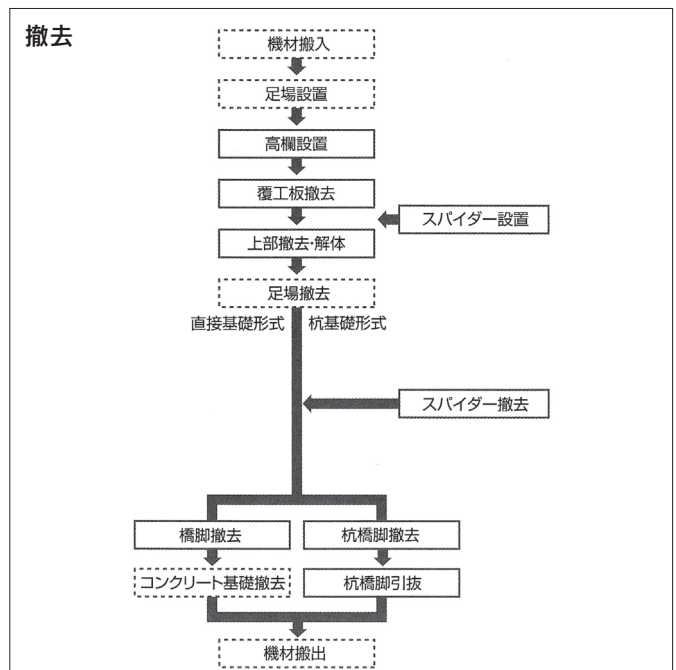 撤去
機材搬入
足場設置
高欄設置
覆工板撤去
スパイダー設置
上部撤去・解体
足場撤去
直接基礎形式 杭基礎形式
スパイダー撤去
橋脚撤去 杭橋脚撤去
コンクリート基礎撤去 杭橋脚引抜
機材搬出